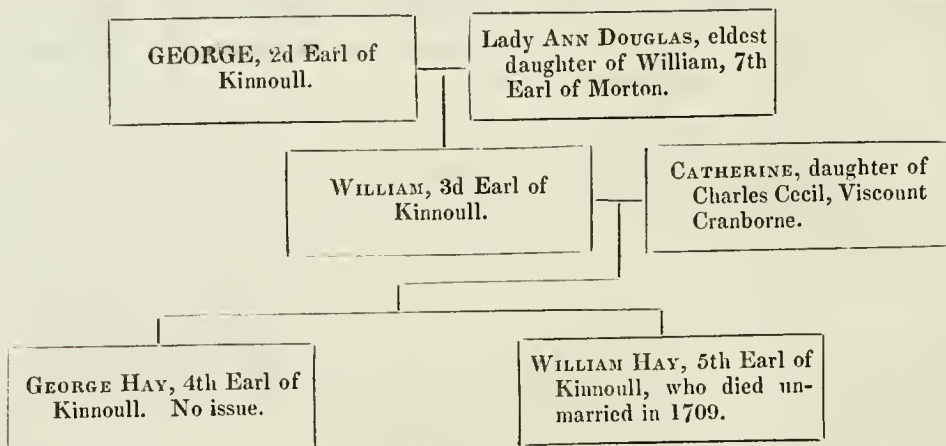 GEORGE, 2d Earl of
Kinnoull.
Lady ANN DOUGLAS, eldest
daughter of William, 7th
Earl of Morton.
WILLIAM, 3d Earl of
Kinnoull.
CATHERINE, daughter of
Charles Cecil, Viscount
Cranborne.
GEORGE HAY, 4th Earl of
Kinnoull. No issue.
WILLIAM HAY, 5th Earl of
Kinnoull, who died un-
married in 1709.